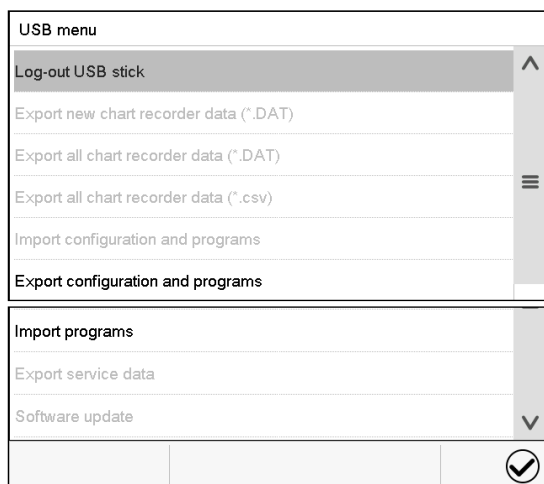 USB menu
Log-out USB stick
Export new chart recorder data (*.DAT)
Export all chart recorder data (*.DAT)
Export all chart recorder data (*.csv)
Import configuration and programs
Export configuration and programs
Import programs
Export service data
Software update